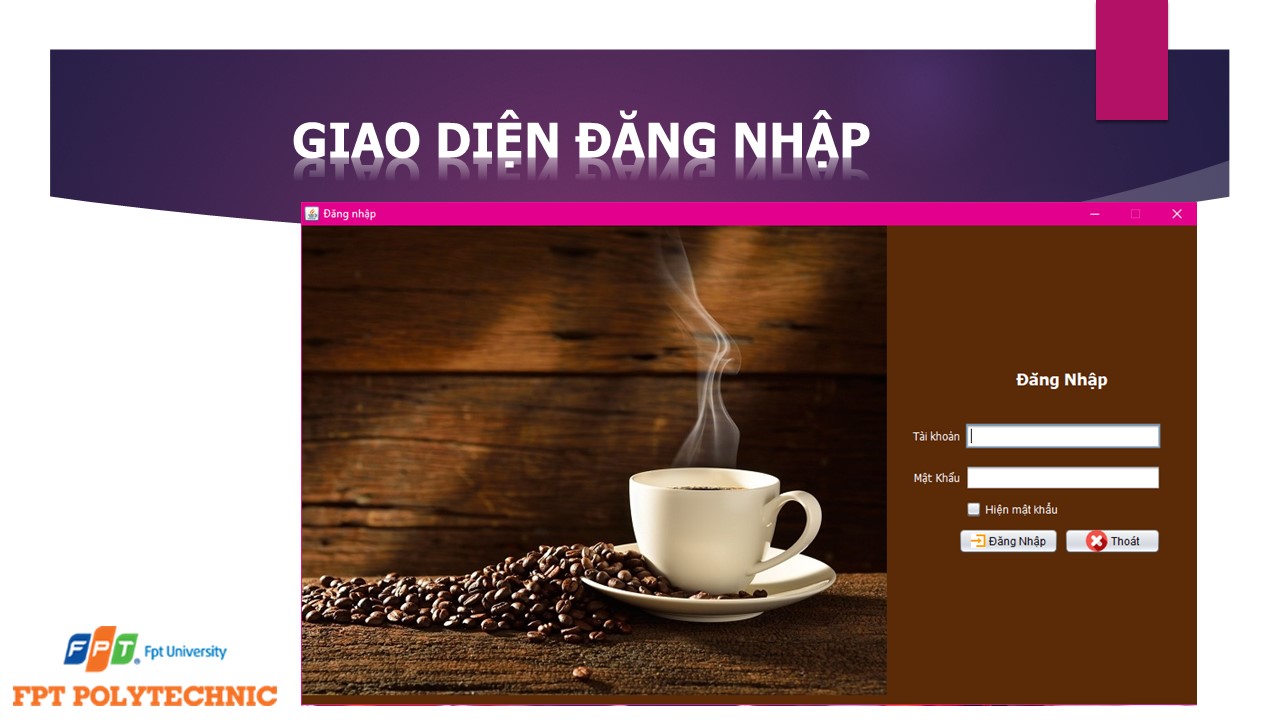 GIAO DIỆN ĐĂNG NHẬP
Đăng nhập
Đăng Nhập
Tài khoản
Mật Khẩu
Hiện mật khẩu
Đăng Nhập Thoát
FPT Fpt University
FPT POLYTECHNIC